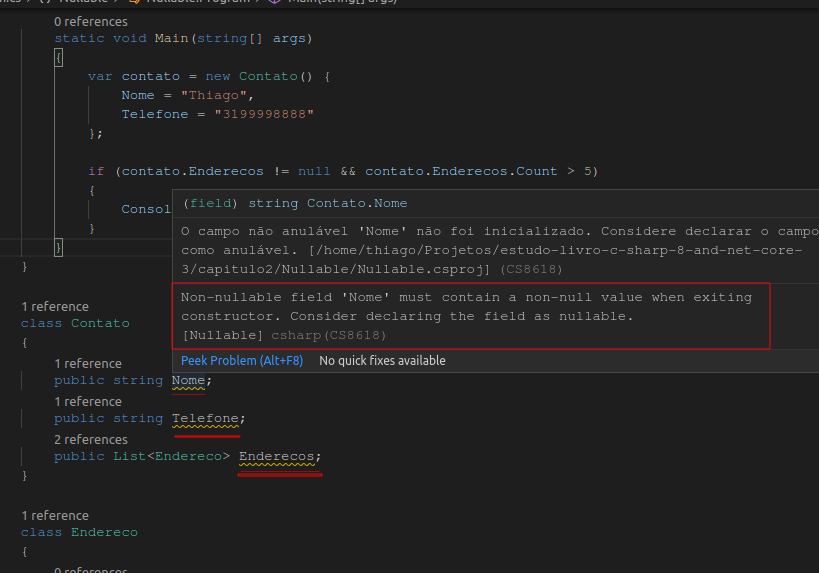 Main(string[] args)
0 references
static void Main(string[] args)
{
var contato = new Contato() {
Nome = "Thiago",
Telefone = "3199998888"
};
if (contato.Enderecos != null && contato.Enderecos.Count > 5)
{
Consol
}
}
}
(field) string Contato.Nome
O campo não anulável 'Nome' não foi inicializado. Considere declarar o campo
como anulável. [/home/thiago/Projetos/estudo-livro-c-sharp-8-and-net-core-
3/capitulo2/Nullable/Nullable.csproj] (CS8618)
Non-nullable field 'Nome' must contain a non-null value when exiting
constructor. Consider declaring the field as nullable.
[Nullable] csharp(CS8618)
Peek Problem (Alt+F8) No quick fixes available
1 reference
class Contato
{
1 reference
public string Nome;
1 reference
public string Telefone;
2 references
public List<Endereco> Enderecos;
}
1 reference
class Endereco
{
0 references